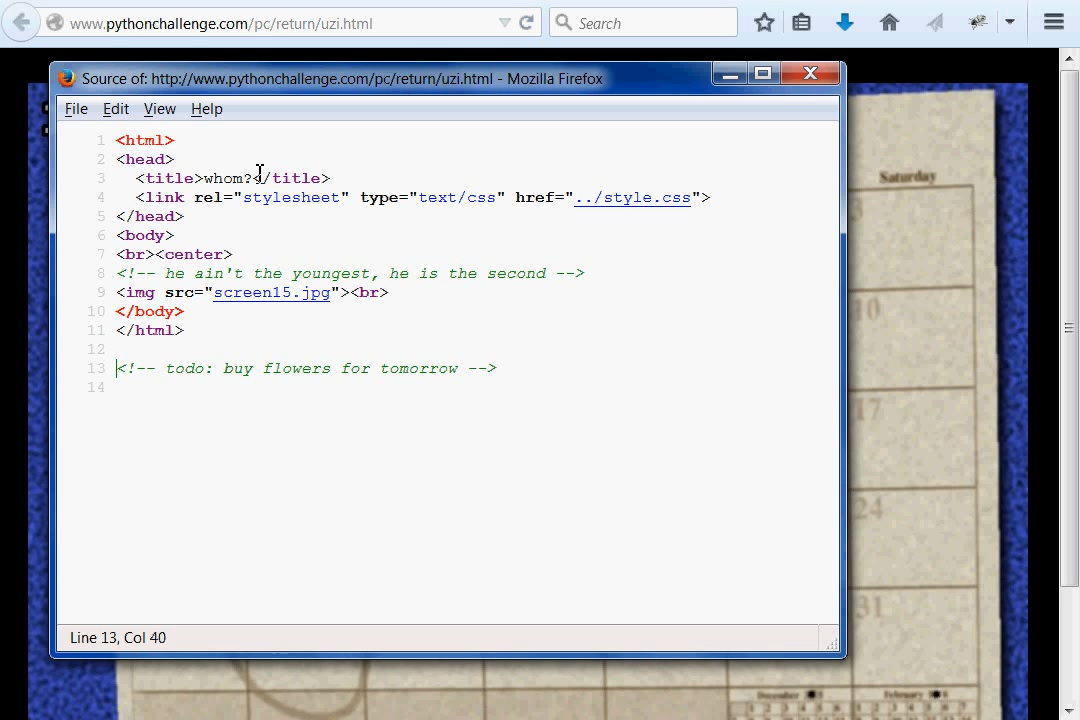 www.pythonchallenge.com/pc/return/uzi.html
Search
Source of: http://www.pythonchallenge.com/pc/return/uzi.html - Mozilla Firefox
File Edit View Help
1 <html>
2 <head>
3 <title>whom?</title>
4 <link rel="stylesheet" type="text/css" href="../style.css">
5 </head>
6 <body>
7 <br><center>
8 <!-- he ain't the youngest, he is the second -->
9 <img src="screen15.jpg"><br>
10 </body>
11 </html>
12
13 <!-- todo: buy flowers for tomorrow -->
14
Line 13, Col 40
Saturday
10
17
24
31